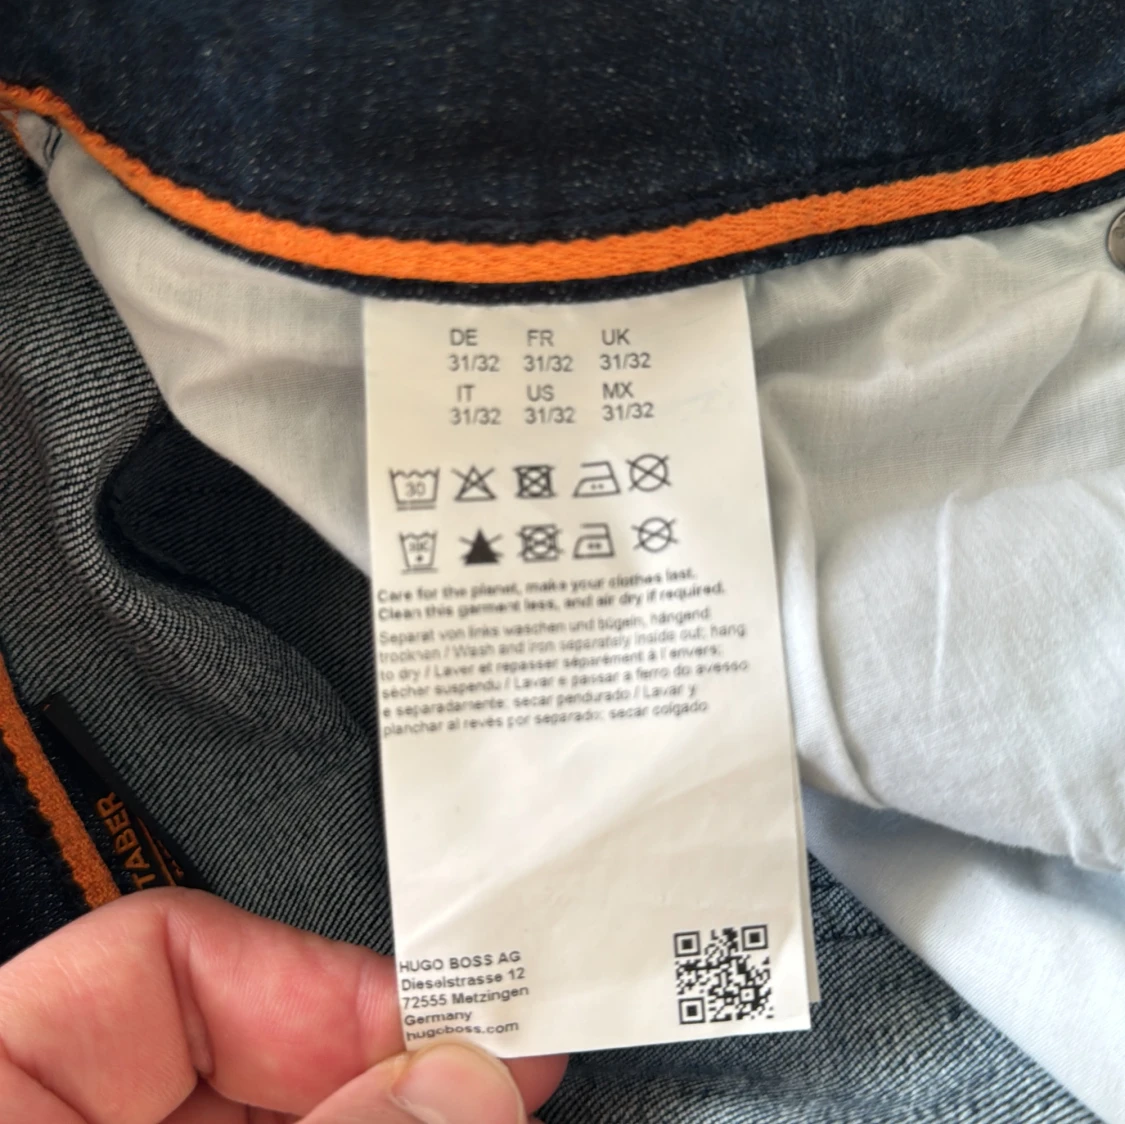 DE FR UK
31/32 31/32 31/32
IT US MX
31/32 31/32 31/32
30
30C
Care for the planet, make your clothes last.
Clean this garment less, and air dry if required.
Separat von links waschen und bügeln, hängend
trocknen / Wash and iron separately inside out; hang
to dry / Laver et repasser séparément à l'envers;
sécher suspendu / Lavar e passar a ferro do avesso
e separadamente; secar pendurado / Lavar y
planchar al revés por separado; secar colgado
HUGO BOSS AG
Dieselstrasse 12
72555 Metzingen
Germany
hugoboss.com
TABER